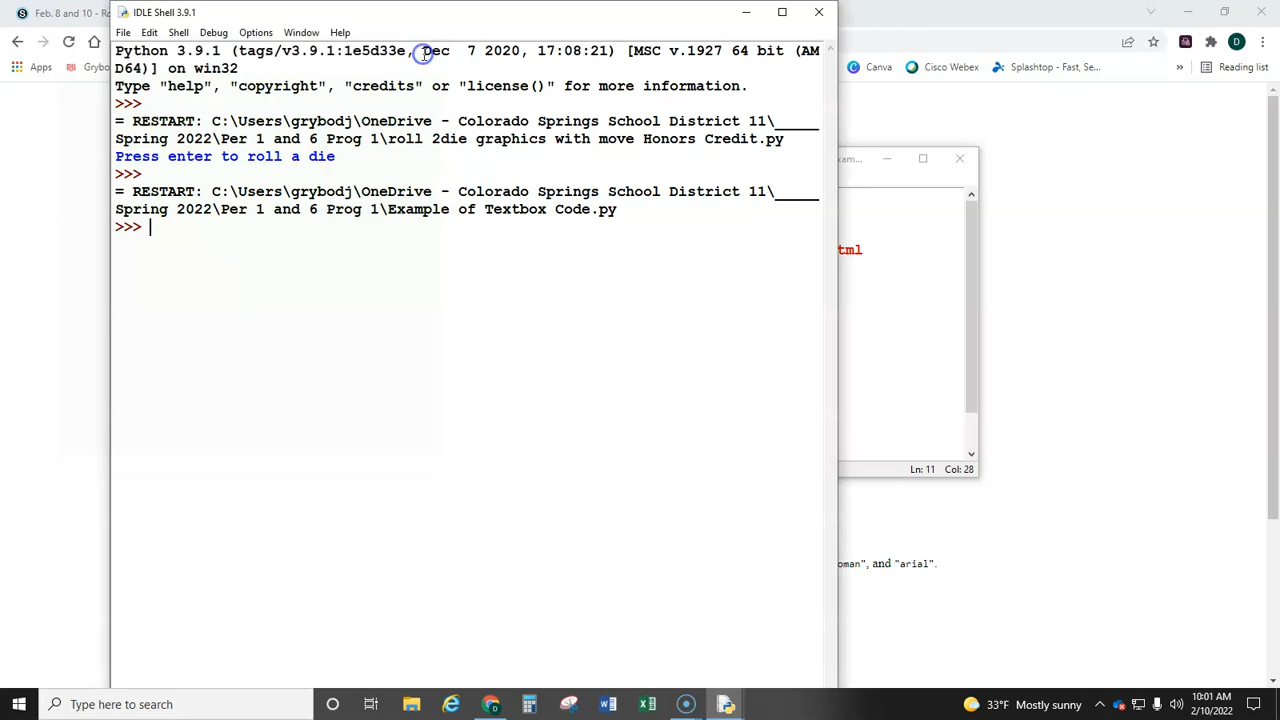 Feb. 8 and 10 - Ro
IDLE Shell 3.9.1
File Edit Shell Debug Options Window Help
Python 3.9.1 (tags/v3.9.1:1e5d33e, Dec  7 2020, 17:08:21) [MSC v.1927 64 bit (AM
D64)] on win32
Type "help", "copyright", "credits" or "license()" for more information.
>>>
= RESTART: C:\Users\grybodj\OneDrive - Colorado Springs School District 11\_____
Spring 2022\Per 1 and 6 Prog 1\roll 2die graphics with move Honors Credit.py
Press enter to roll a die
>>>
= RESTART: C:\Users\grybodj\OneDrive - Colorado Springs School District 11\_____
Spring 2022\Per 1 and 6 Prog 1\Example of Textbox Code.py
>>>
Apps Grybo
D
Canva Cisco Webex Splashtop - Fast, Se... » Reading list
am...
tml
Ln: 11 Col: 28
oman", and "arial".
Type here to search
33°F Mostly sunny
10:01 AM
2/10/2022